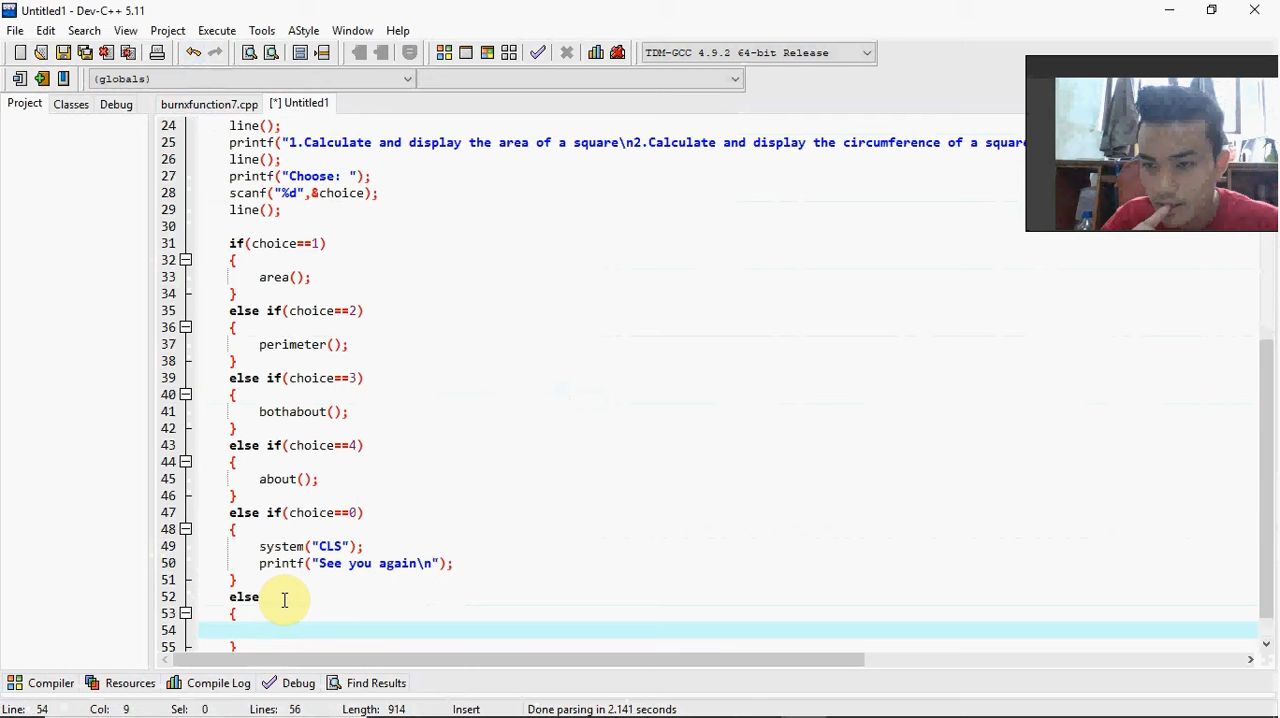 Untitled1 - Dev-C++ 5.11
File Edit Search View Project Execute Tools AStyle Window Help
TDM-GCC 4.9.2 64-bit Release
(globals)
Project Classes Debug burnxfunction7.cpp [*] Untitled1
24 line();
25 printf("1.Calculate and display the area of a square\n2.Calculate and display the circumference of a square
26 line();
27 printf("Choose: ");
28 scanf("%d",&choice);
29 line();
30
31 if(choice==1)
32 {
33 area();
34 }
35 else if(choice==2)
36 {
37 perimeter();
38 }
39 else if(choice==3)
40 {
41 bothabout();
42 }
43 else if(choice==4)
44 {
45 about();
46 }
47 else if(choice==0)
48 {
49 system("CLS");
50 printf("See you again\n");
51 }
52 else
53 {
54
55 }
Compiler Resources Compile Log Debug Find Results
Line: 54 Col: 9 Sel: 0 Lines: 56 Length: 914 Insert Done parsing in 2.141 seconds